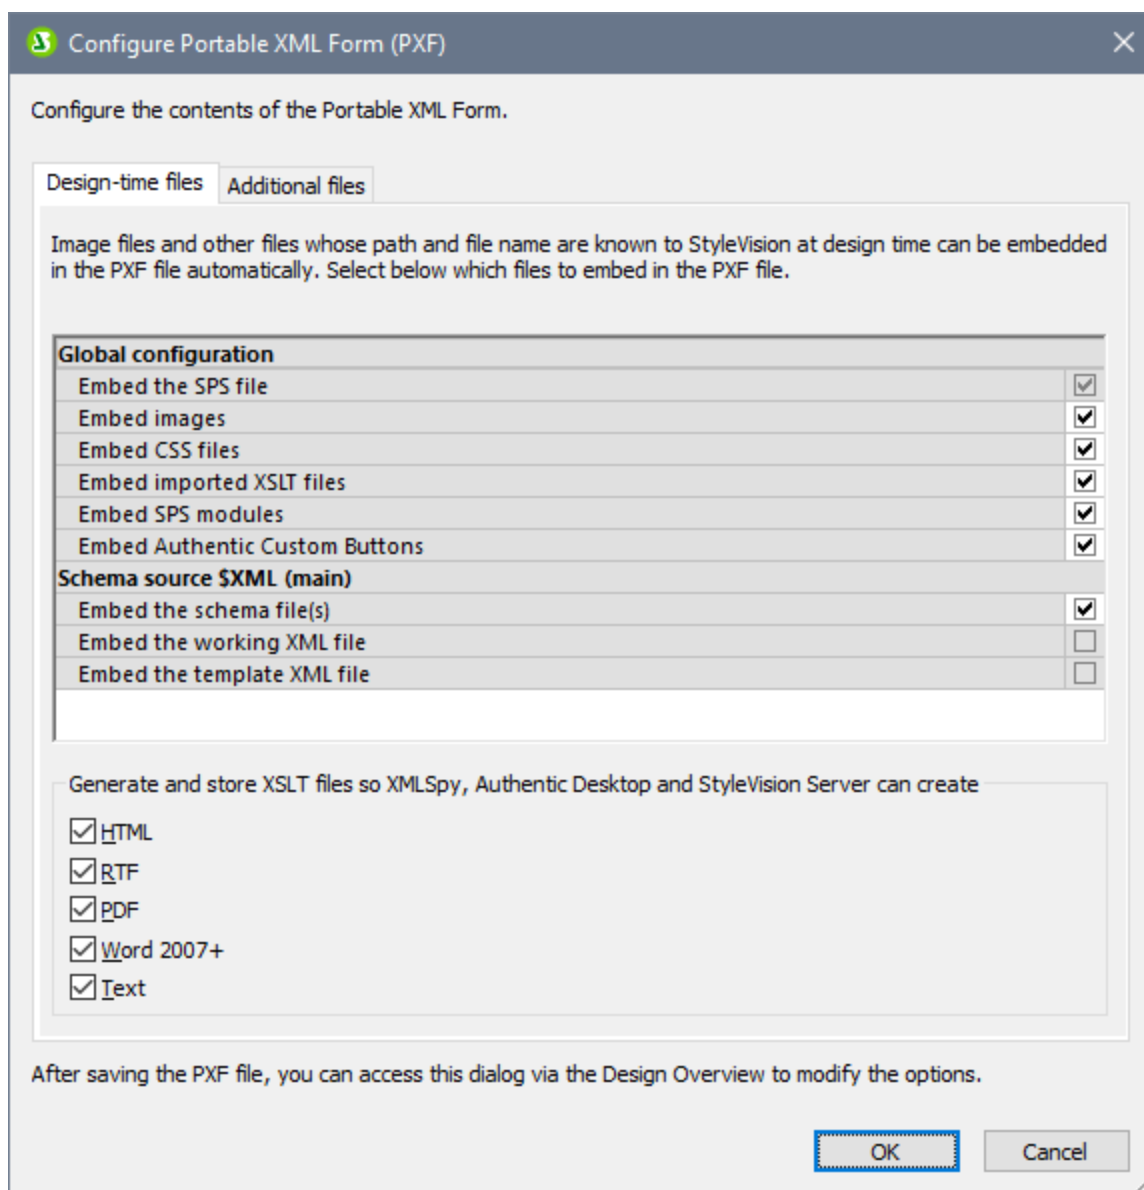 Configure Portable XML Form (PXF)
Configure the contents of the Portable XML Form.
Design-time files
Additional files
Image files and other files whose path and file name are known to StyleVision at design time can be embedded
in the PXF file automatically. Select below which files to embed in the PXF file.
Global configuration
Embed the SPS file
Embed images
Embed CSS files
Embed imported XSLT files
Embed SPS modules
Embed Authentic Custom Buttons
Schema source $XML (main)
Embed the schema file(s)
Embed the working XML file
Embed the template XML file
Generate and store XSLT files so XMLSpy, Authentic Desktop and StyleVision Server can create
HTML
RTF
PDF
Word 2007+
Text
After saving the PXF file, you can access this dialog via the Design Overview to modify the options.
OK
Cancel